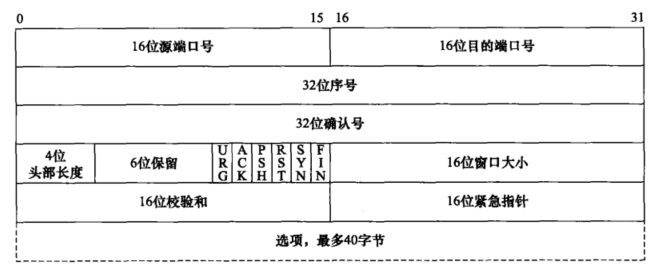 0 15 16 31
16位源端口号 16位目的端口号
32位序号
32位确认号
4位
头部长度
6位保留
URG
ACK
PSH
RST
SYN
FIN
16位窗口大小
16位校验和 16位紧急指针
选项，最多40字节